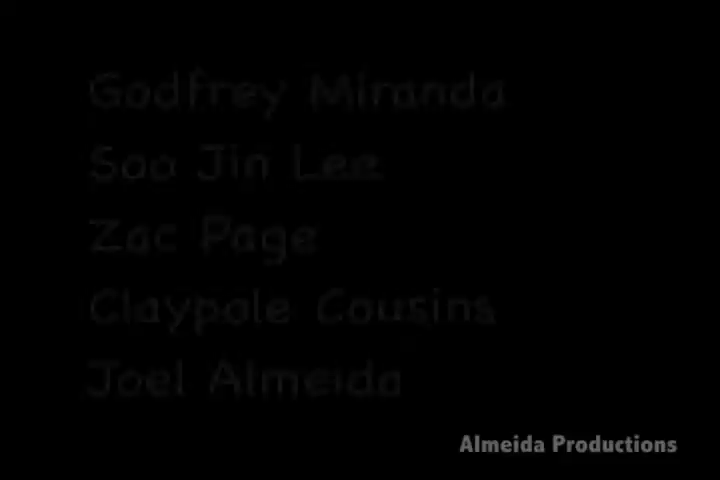 Godfrey Miranda
Soo Jin Lee
Zac Page
Claypole Cousins
Joel Almeida
Almeida Productions